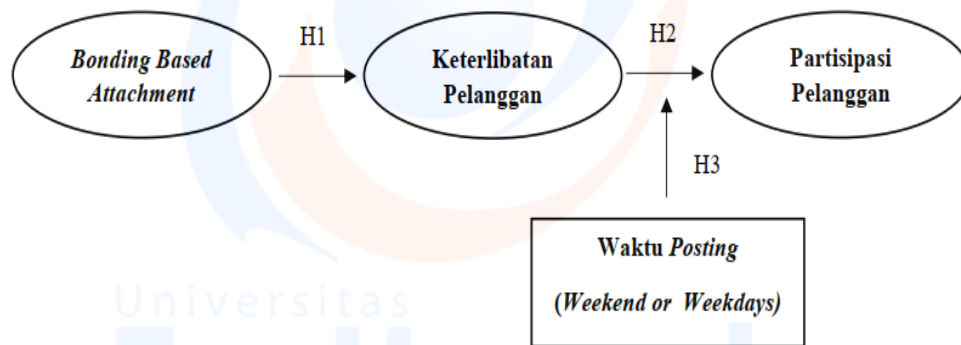 Bonding Based
Attachment
H1
Keterlibatan
Pelanggan
H2
Partisipasi
Pelanggan
H3
Waktu Posting
(Weekend or Weekdays)
Universitas